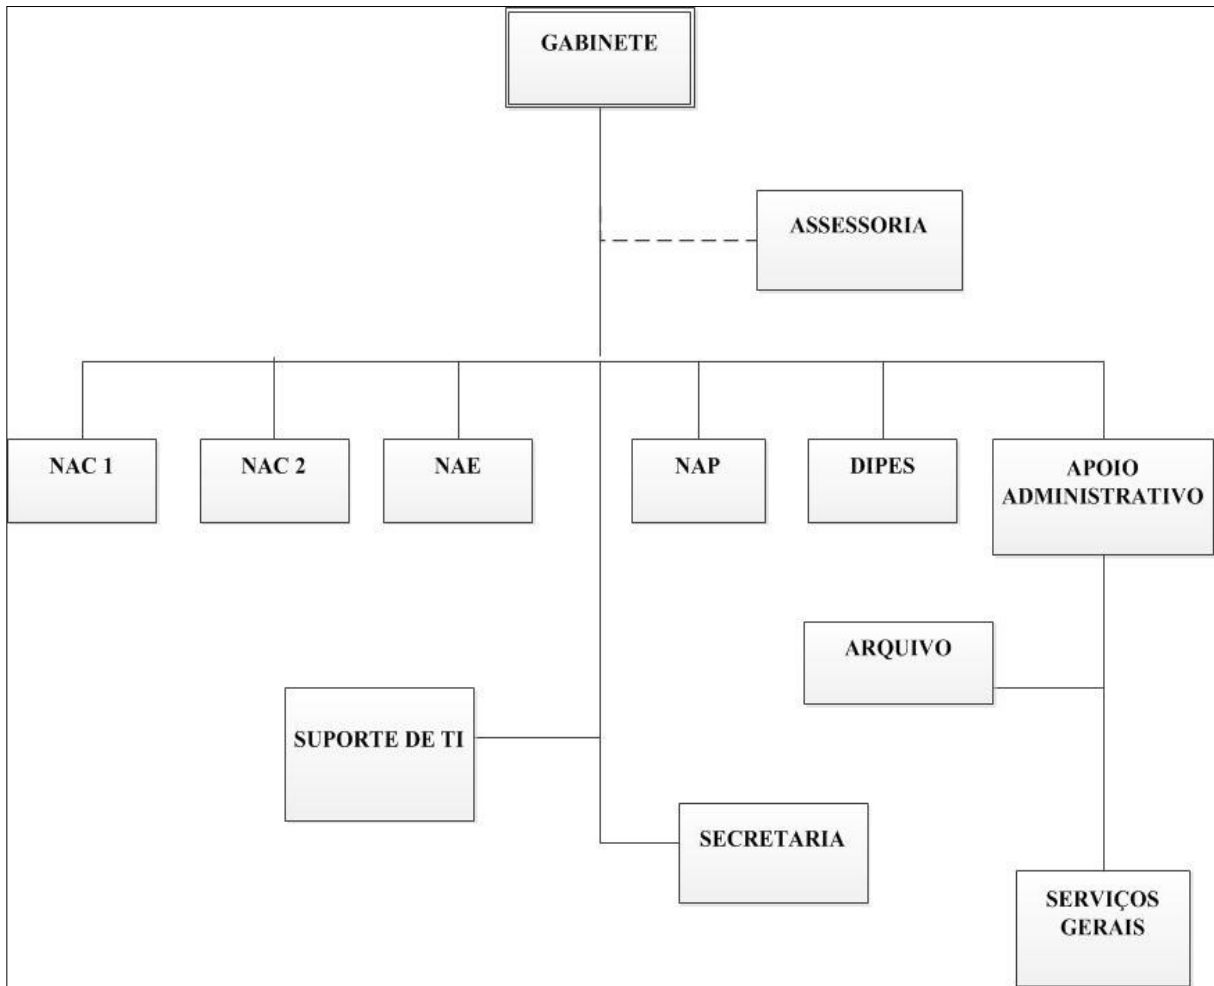 GABINETE
ASSESSORIA
NAC 1
NAC 2
NAE
NAP
DIPES
APOIO
ADMINISTRATIVO
ARQUIVO
SUPORTE DE TI
SECRETARIA
SERVIÇOS
GERAIS